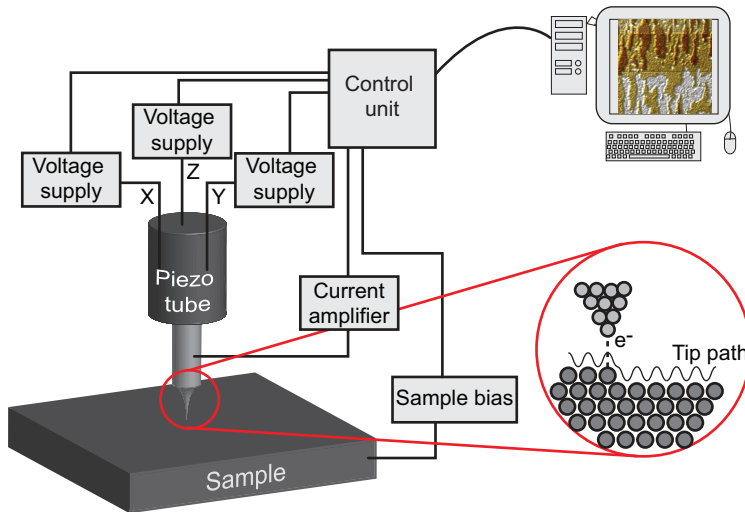 Control
unit
Voltage
supply
Voltage
supply
Voltage
supply
Z
X
Y
Piezo
tube
Current
amplifier
e-
Tip path
Sample bias
Sample